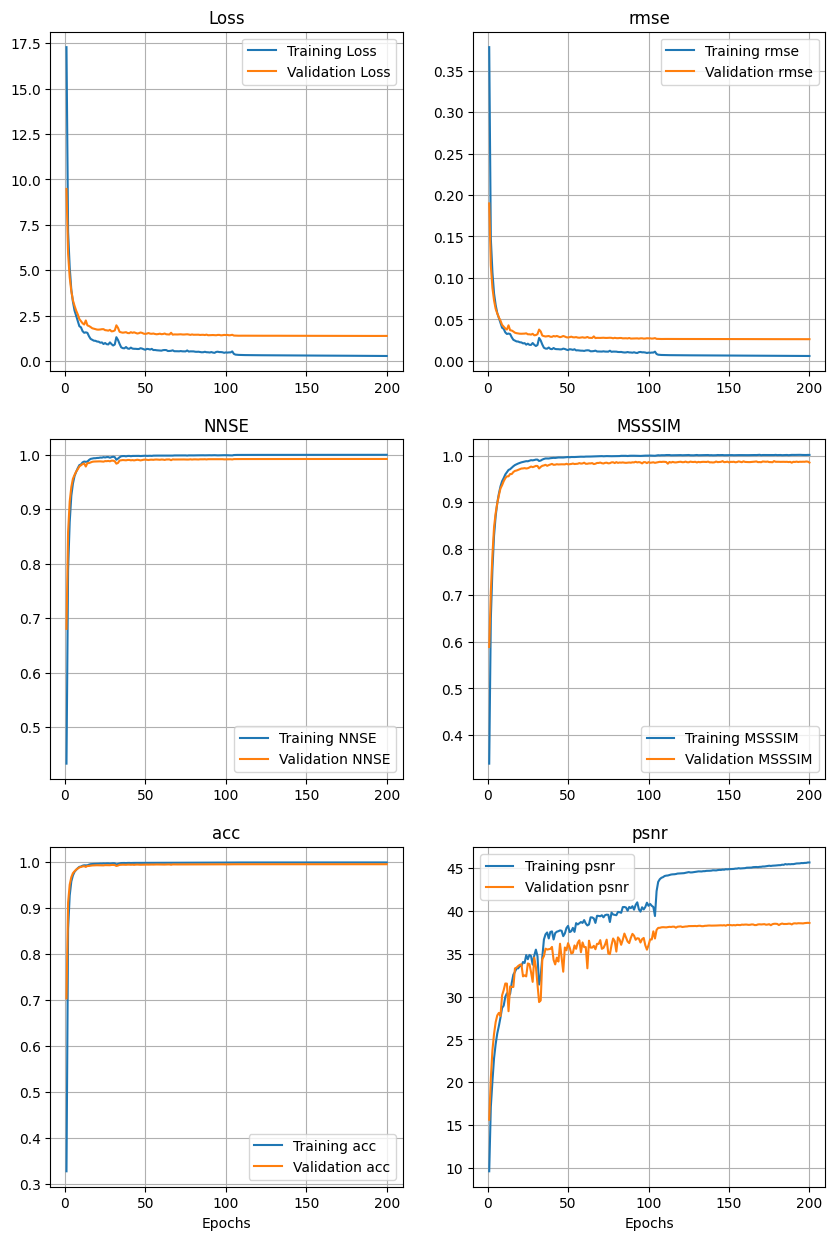 Loss
17.5
15.0
12.5
10.0
7.5
5.0
2.5
0.0
Training Loss
Validation Loss
0 50 100 150 200
rmse
0.35
0.30
0.25
0.20
0.15
0.10
0.05
0.00
Training rmse
Validation rmse
0 50 100 150 200
NNSE
1.0
0.9
0.8
0.7
0.6
0.5
Training NNSE
Validation NNSE
0 50 100 150 200
MSSSIM
1.0
0.9
0.8
0.7
0.6
0.5
0.4
Training MSSSIM
Validation MSSSIM
0 50 100 150 200
acc
1.0
0.9
0.8
0.7
0.6
0.5
0.4
0.3
Training acc
Validation acc
0 50 100 150 200
Epochs
psnr
45
40
35
30
25
20
15
10
Training psnr
Validation psnr
0 50 100 150 200
Epochs